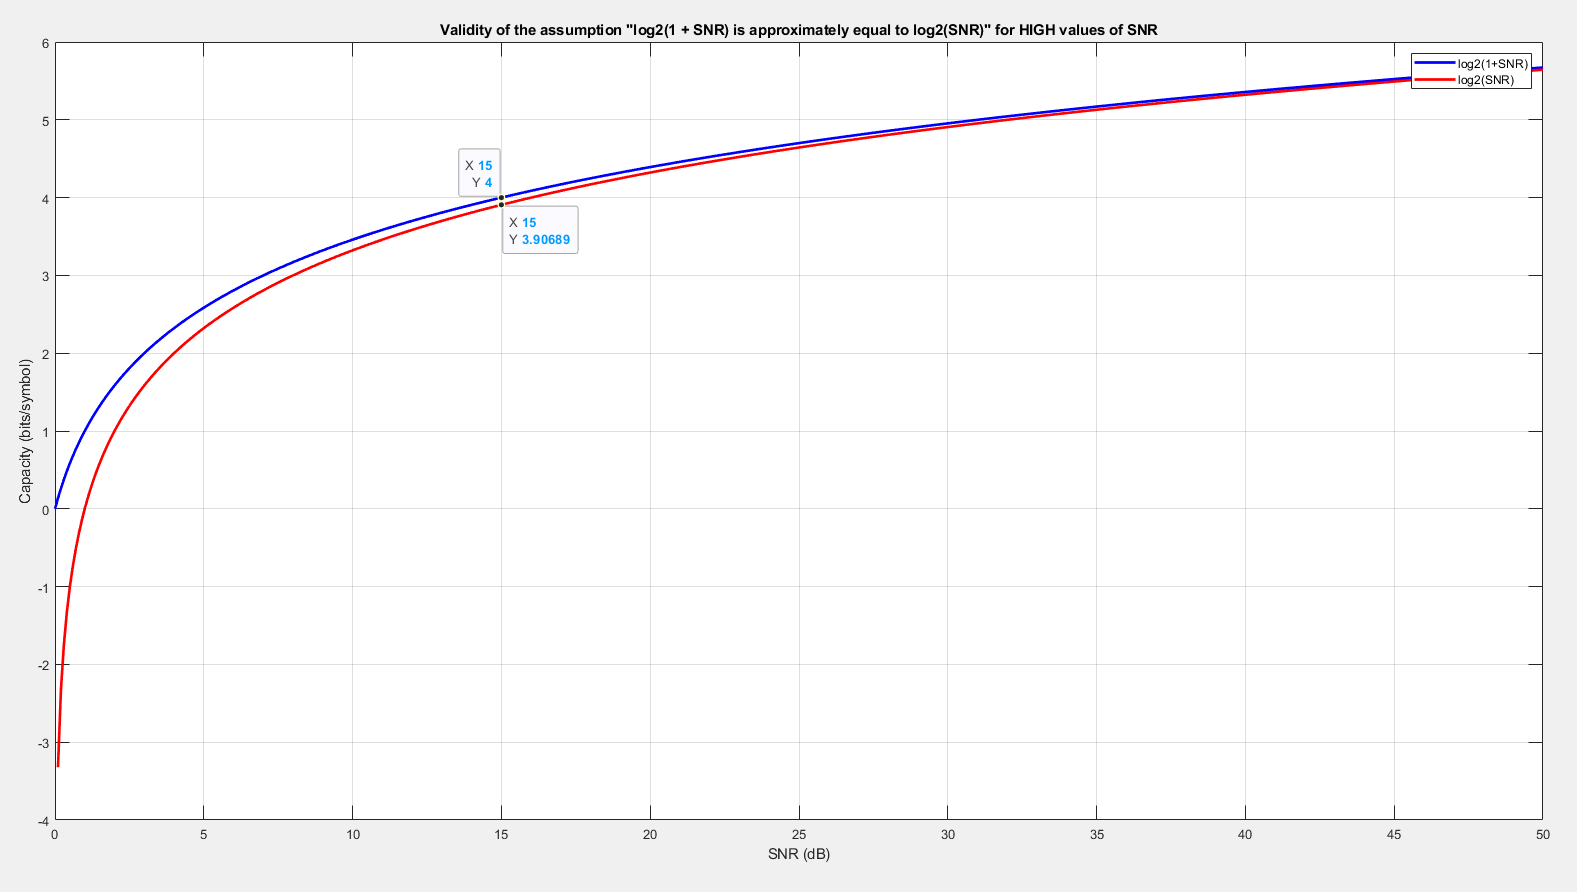 Validity of the assumption "log2(1 + SNR) is approximately equal to log2(SNR)" for HIGH values of SNR
log2(1+SNR)
log2(SNR)
X 15
Y 4
X 15
Y 3.90689
6
5
4
3
2
1
0
-1
-2
-3
-4
Capacity (bits/symbol)
0 5 10 15 20 25 30 35 40 45 50
SNR (dB)